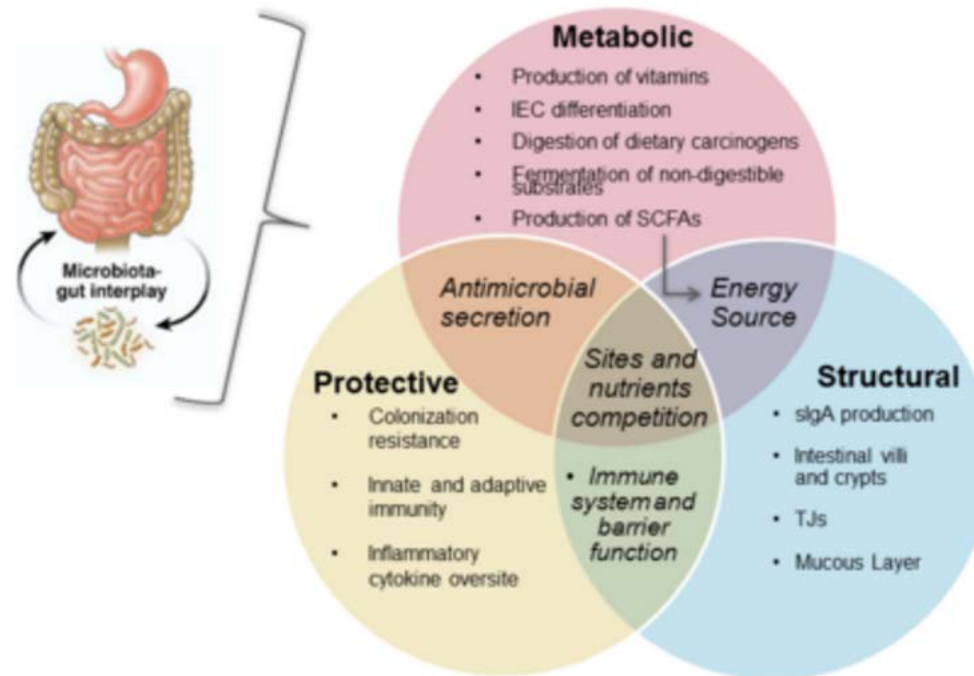 Microbiota-
gut interplay
Metabolic
• Production of vitamins
• IEC differentiation
• Digestion of dietary carcinogens
• Fermentation of non-digestible
substrates
• Production of SCFAs
Antimicrobial
secretion
Energy
Source
Sites and
nutrients
competition
Protective
• Colonization
resistance
• Innate and adaptive
immunity
• Inflammatory
cytokine oversite
• Immune
system and
barrier
function
Structural
• sIgA production
• Intestinal villi
and crypts
• TJs
• Mucous Layer